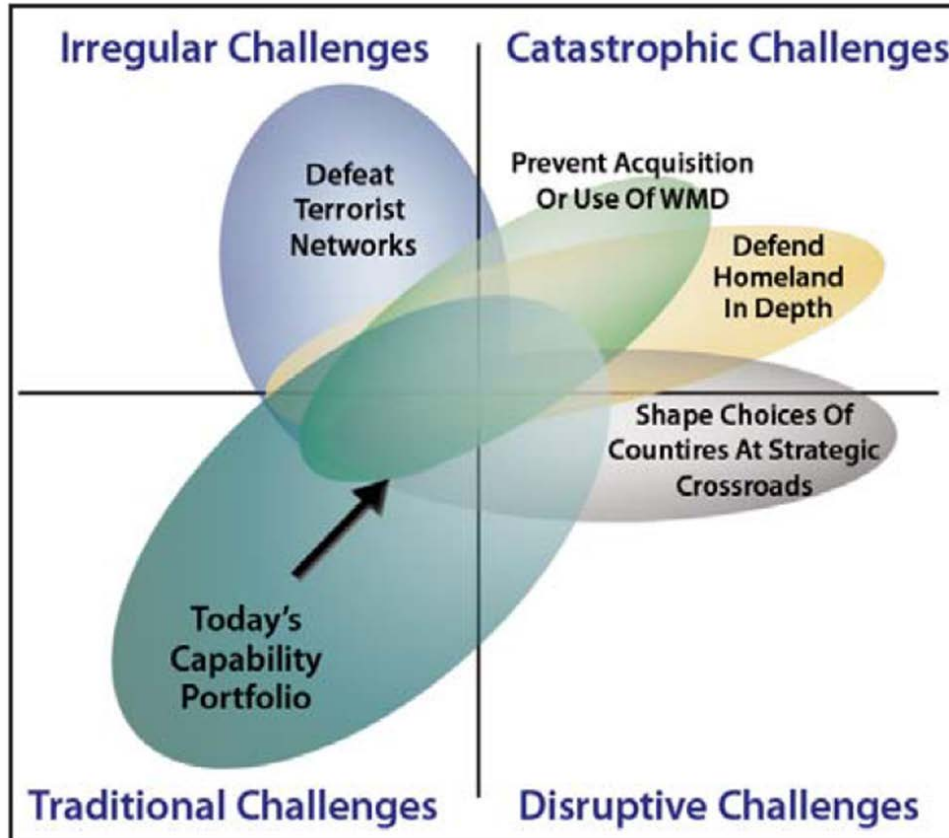 Irregular Challenges
Catastrophic Challenges
Defeat
Terrorist
Networks
Prevent Acquisition
Or Use Of WMD
Defend
Homeland
In Depth
Shape Choices Of
Countires At Strategic
Crossroads
Today's
Capability
Portfolio
Traditional Challenges
Disruptive Challenges